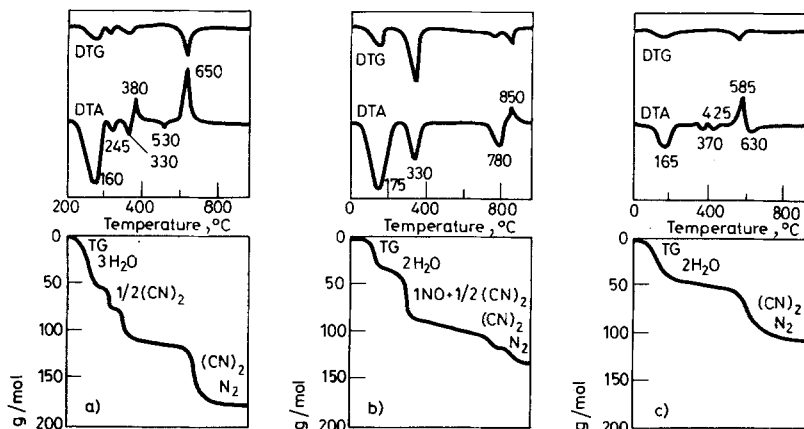 DTG
DTA
650
380
530
245
330
160
200 400 800
Temperature, °C
0
50
100
150
200
g/mol
TG
3H₂O
1/2(CN)₂
(CN)₂
N₂
a)
DTG
DTA
850
330
780
175
0 400 800
Temperature, °C
0
50
100
150
200
g/mol
TG
2H₂O
1NO+1/2(CN)₂
(CN)₂
N₂
b)
DTG
585
DTA
425
370
630
165
0 400 800
Temperature, °C
0
50
100
150
200
g/mol
TG
2H₂O
(CN)₂
N₂
c)